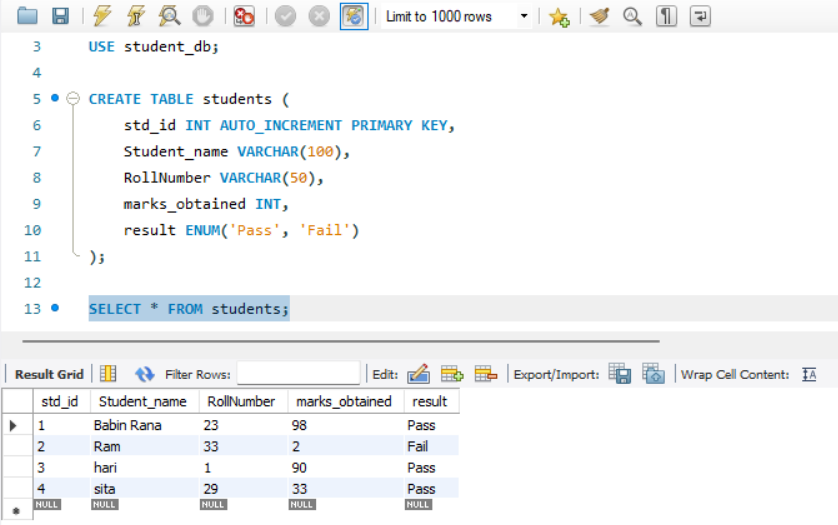 Limit to 1000 rows
3 USE student_db;
4
5 CREATE TABLE students (
6 std_id INT AUTO_INCREMENT PRIMARY KEY,
7 Student_name VARCHAR(100),
8 RollNumber VARCHAR(50),
9 marks_obtained INT,
10 result ENUM('Pass', 'Fail')
11 );
12
13 SELECT * FROM students;
Result Grid Filter Rows: Edit: Export/Import: Wrap Cell Content: IA
std_id Student_name RollNumber marks_obtained result
1 Babin Rana 23 98 Pass
2 Ram 33 2 Fail
3 hari 1 90 Pass
4 sita 29 33 Pass
NULL NULL NULL NULL NULL